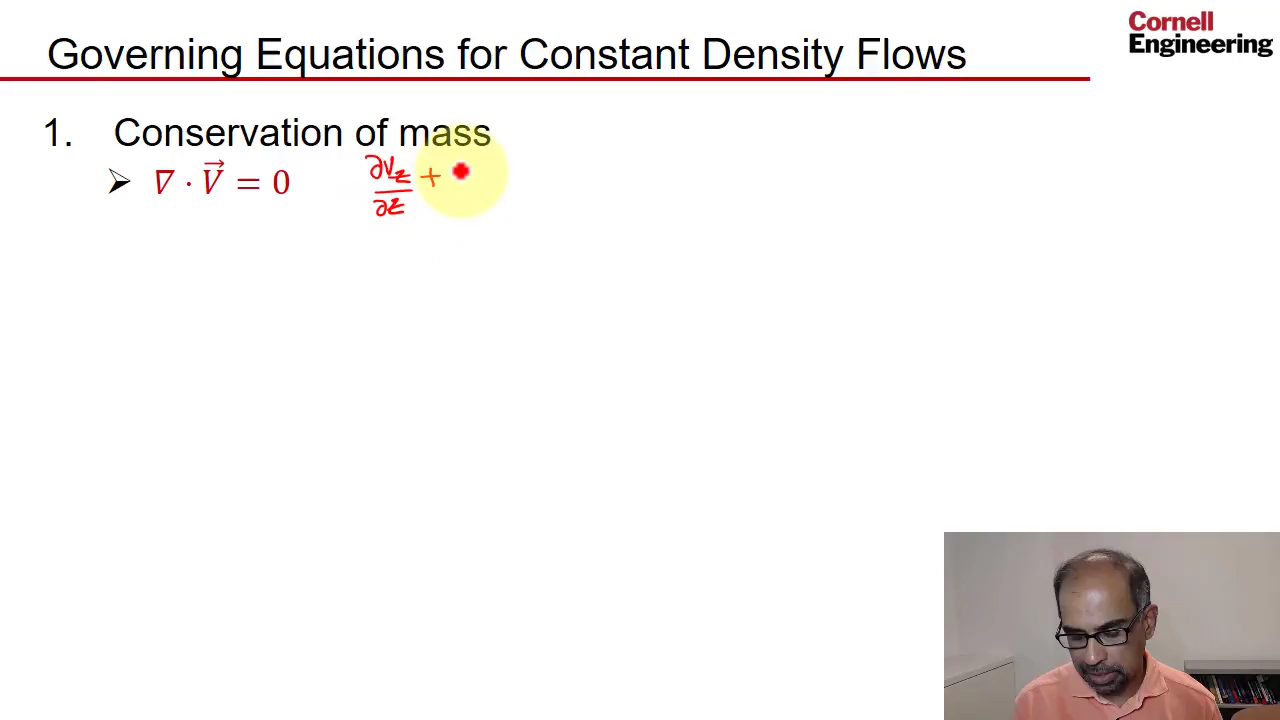 Cornell
Engineering
Governing Equations for Constant Density Flows
1. Conservation of mass
➢ ∇ · V⃗ = 0 ∂V_z/∂z +